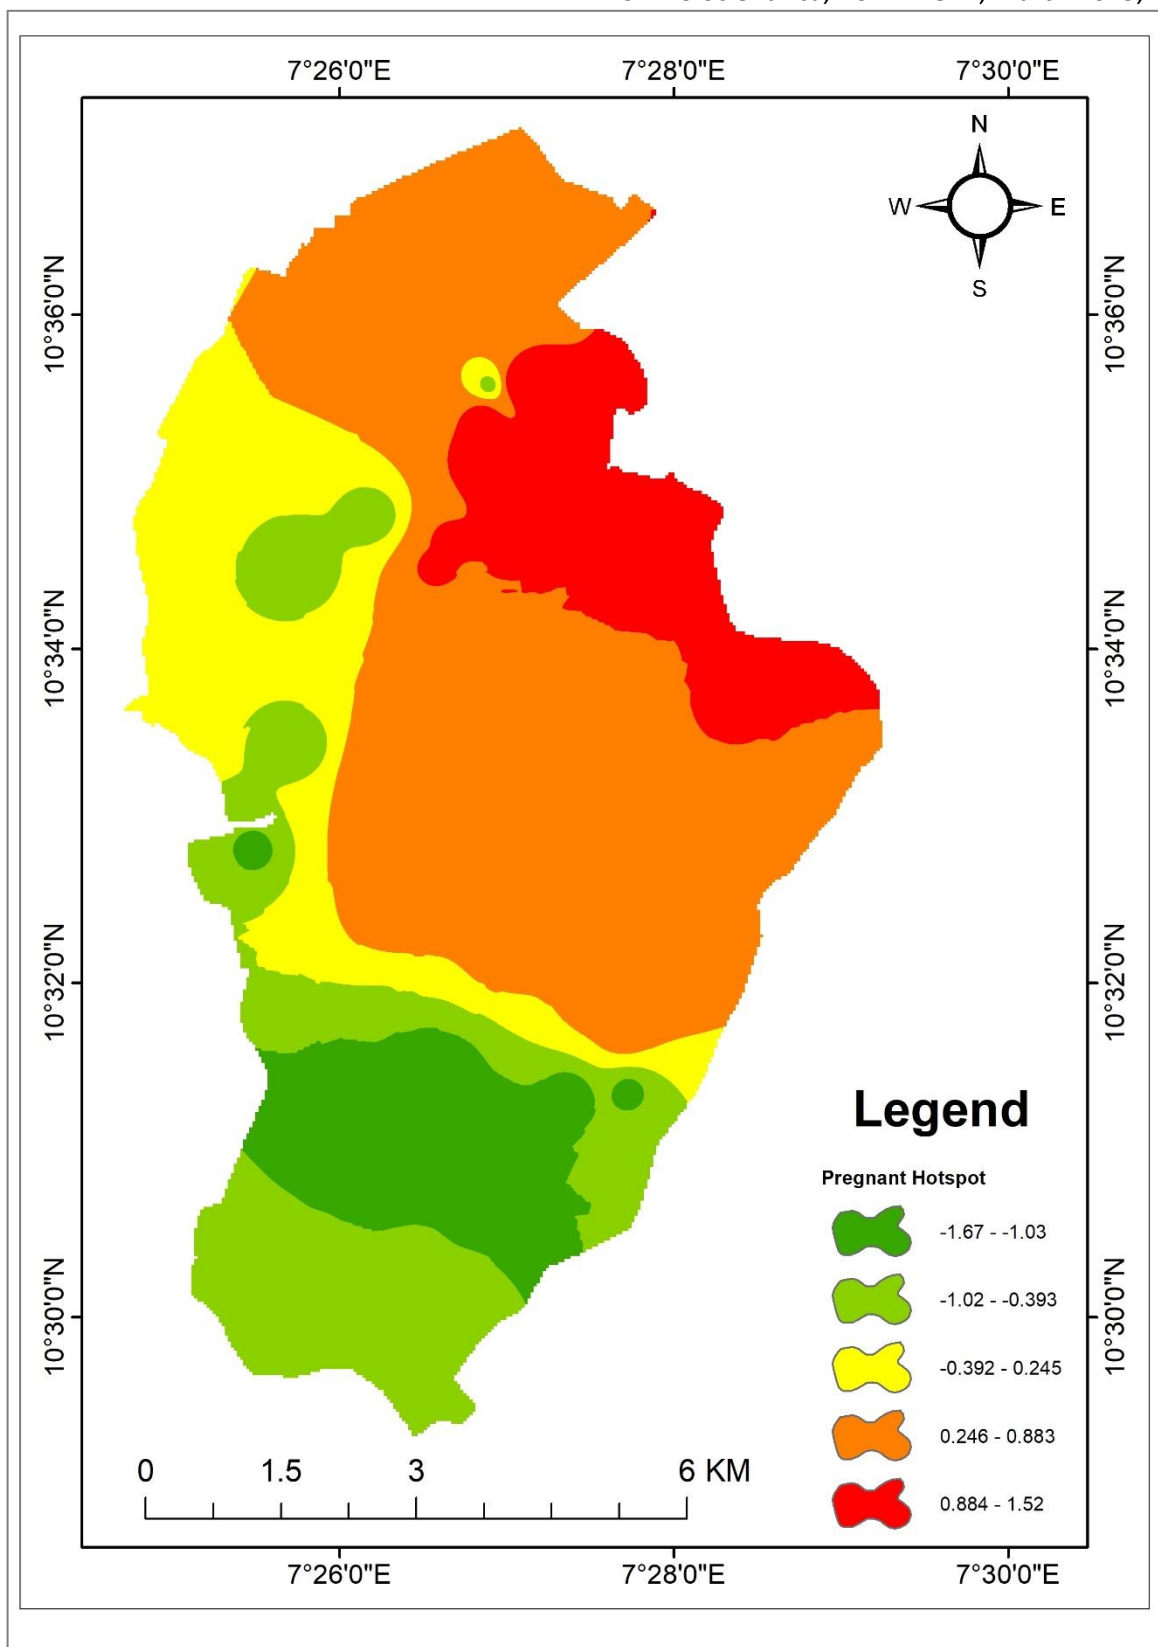 7°26'0"E 7°28'0"E 7°30'0"E
N
W E
S
10°36'0"N 10°36'0"N
10°34'0"N 10°34'0"N
10°32'0"N 10°32'0"N
Legend
Pregnant Hotspot
-1.67 - -1.03
-1.02 - -0.393
10°30'0"N 10°30'0"N
-0.392 - 0.245
0.246 - 0.883
0 1.5 3 6 KM
0.884 - 1.52
7°26'0"E 7°28'0"E 7°30'0"E